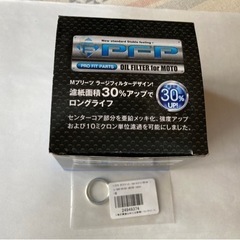 New standard Stable feeling!
PFP
PRO FIT PARTS
OIL FILTER for MOTO
Mプリーツ ラージフィルターデザイン!
濾紙面積30%アップで
ロングライフ
30%
UP!
センターコア部分を亜鉛メッキ化、強度アップ
および10ミクロン単位濾過を可能に!